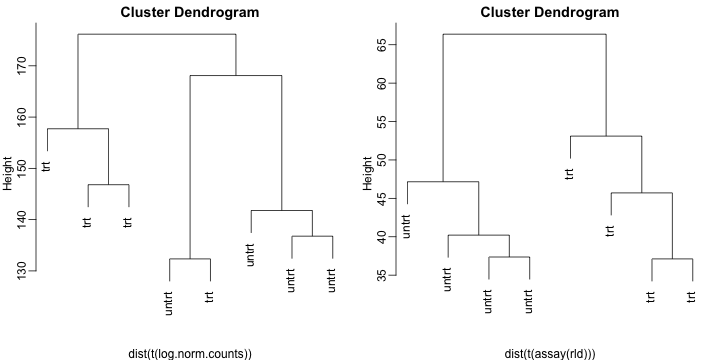 Cluster Dendrogram
Height
170
160
150
140
130
trt
trt
trt
untrt
trt
untrt
untrt
untrt
dist(t(log.norm.counts))
Cluster Dendrogram
Height
65
60
55
50
45
40
35
untrt
untrt
untrt
untrt
trt
trt
trt
trt
dist(t(assay(rld)))